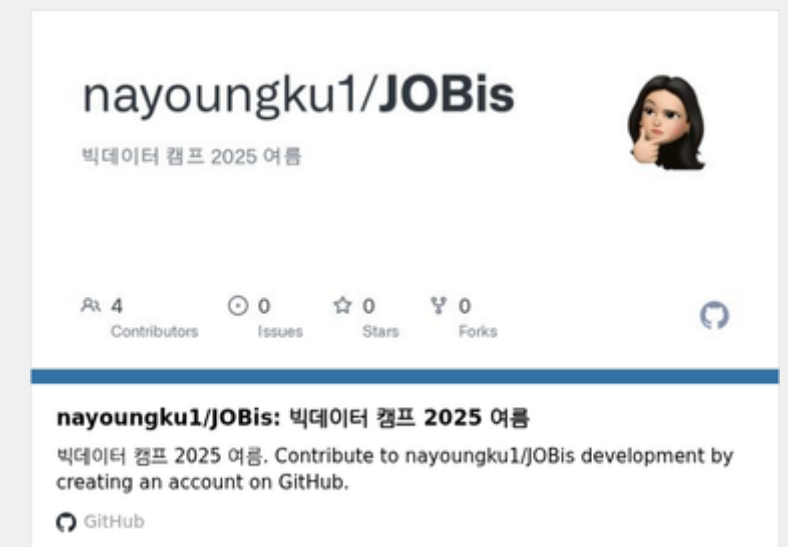 nayoungku1/JOBis
빅데이터 캠프 2025 여름
4
Contributors
0
Issues
0
Stars
0
Forks
nayoungku1/JOBis: 빅데이터 캠프 2025 여름
빅데이터 캠프 2025 여름. Contribute to nayoungku1/JOBis development by
creating an account on GitHub.
GitHub